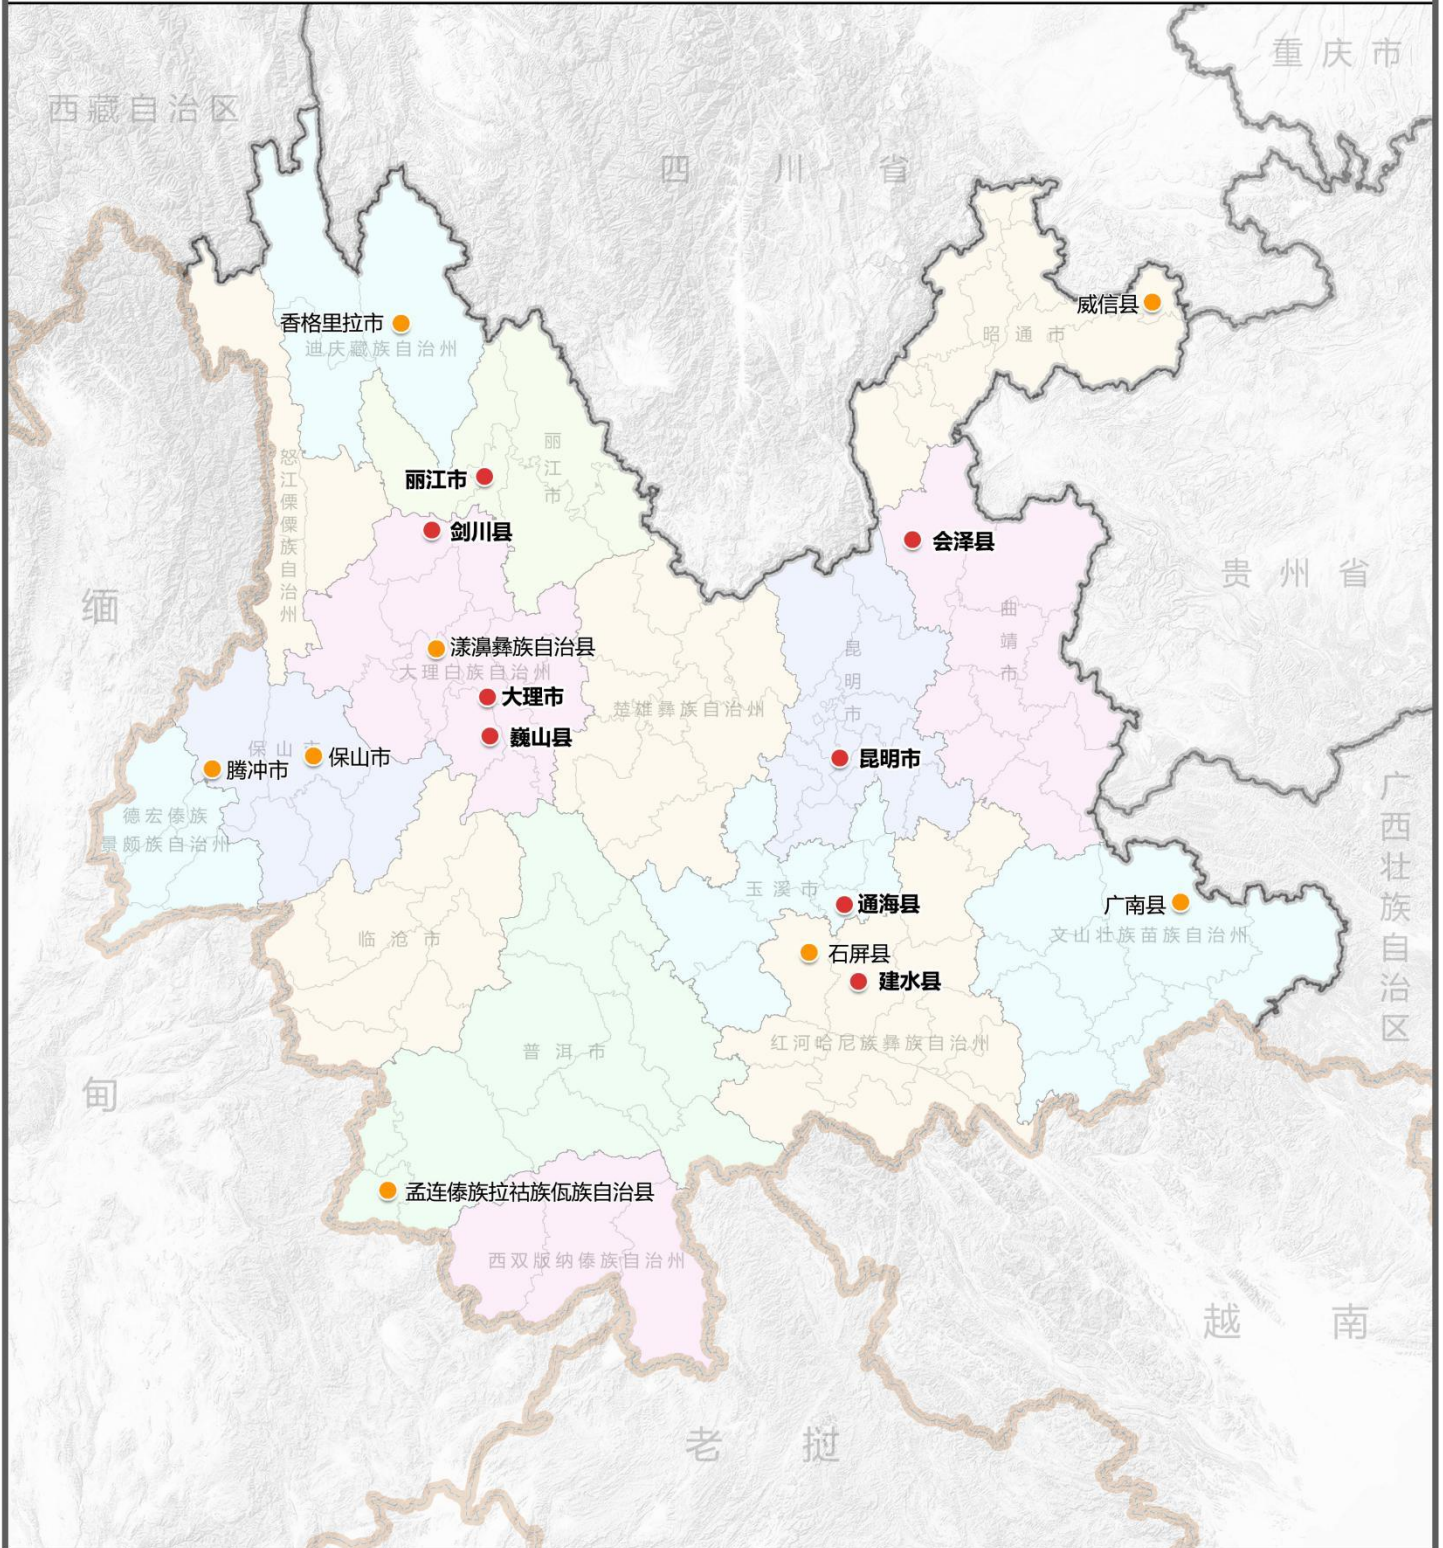 重庆市
西藏自治区
四川省
威信县
香格里拉市
昭通市
迪庆藏族自治州
丽江市
怒江傈僳族自治州
丽江市
剑川县
会泽县
贵州省
缅甸
曲靖市
漾濞彝族自治县
昆明市
大理白族自治州
大理市
楚雄彝族自治州
巍山县
保山市
保山市
昆明市
腾冲市
广西壮族自治区
德宏傣族
景颇族自治州
玉溪市
通海县
广南县
临沧市
文山壮族苗族自治州
石屏县
建水县
红河哈尼族彝族自治州
普洱市
孟连傣族拉祜族佤族自治县
西双版纳傣族自治州
越南
老挝